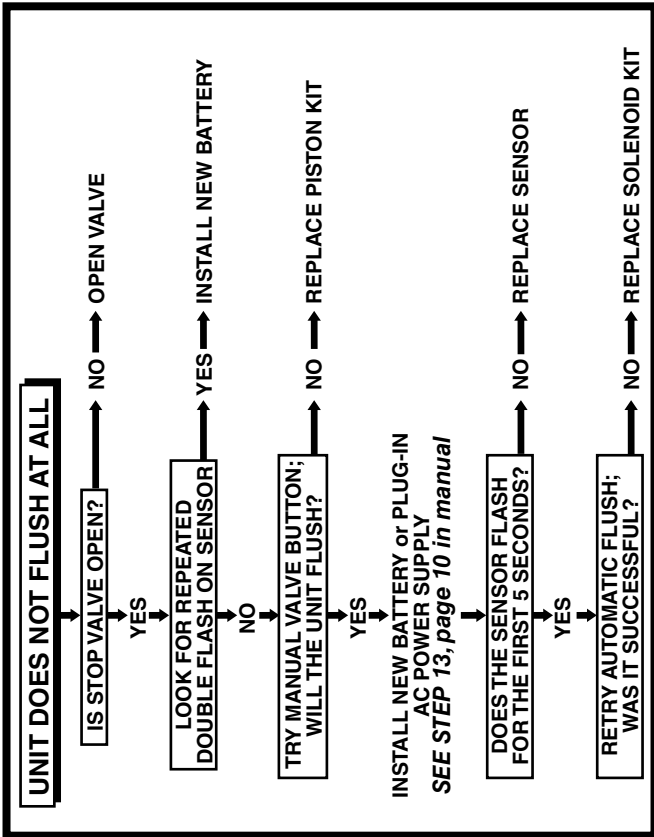 UNIT DOES NOT FLUSH AT ALL
IS STOP VALVE OPEN?
NO
OPEN VALVE
YES
LOOK FOR REPEATED
DOUBLE FLASH ON SENSOR
YES
INSTALL NEW BATTERY
NO
TRY MANUAL VALVE BUTTON;
WILL THE UNIT FLUSH?
NO
REPLACE PISTON KIT
YES
INSTALL NEW BATTERY or PLUG-IN
AC POWER SUPPLY
SEE STEP 13, page 10 in manual
DOES THE SENSOR FLASH
FOR THE FIRST 5 SECONDS?
NO
REPLACE SENSOR
YES
RETRY AUTOMATIC FLUSH;
WAS IT SUCCESSFUL?
NO
REPLACE SOLENOID KIT